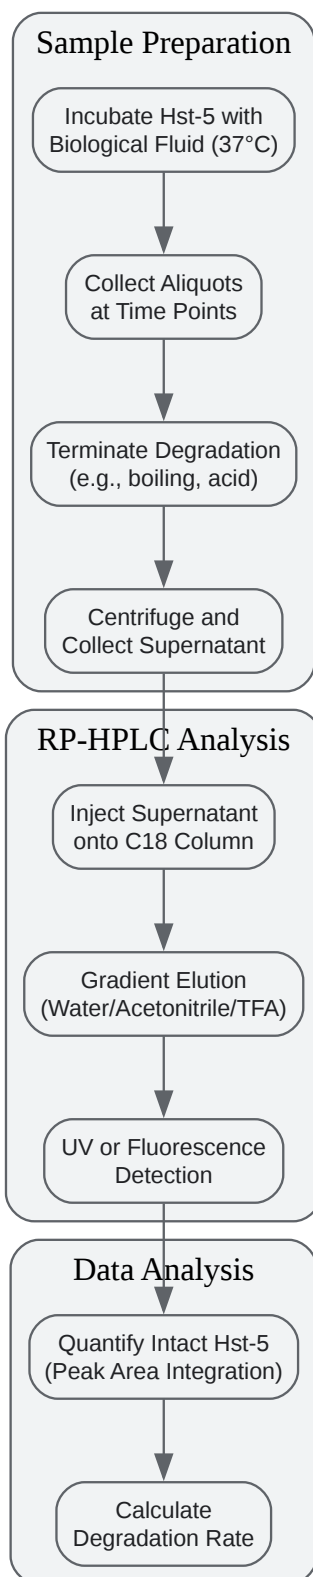 Sample Preparation
Incubate Hst-5 with
Biological Fluid (37°C)
Collect Aliquots
at Time Points
Terminate Degradation
(e.g., boiling, acid)
Centrifuge and
Collect Supernatant
RP-HPLC Analysis
Inject Supernatant
onto C18 Column
Gradient Elution
(Water/Acetonitrile/TFA)
UV or Fluorescence
Detection
Data Analysis
Quantify Intact Hst-5
(Peak Area Integration)
Calculate
Degradation Rate